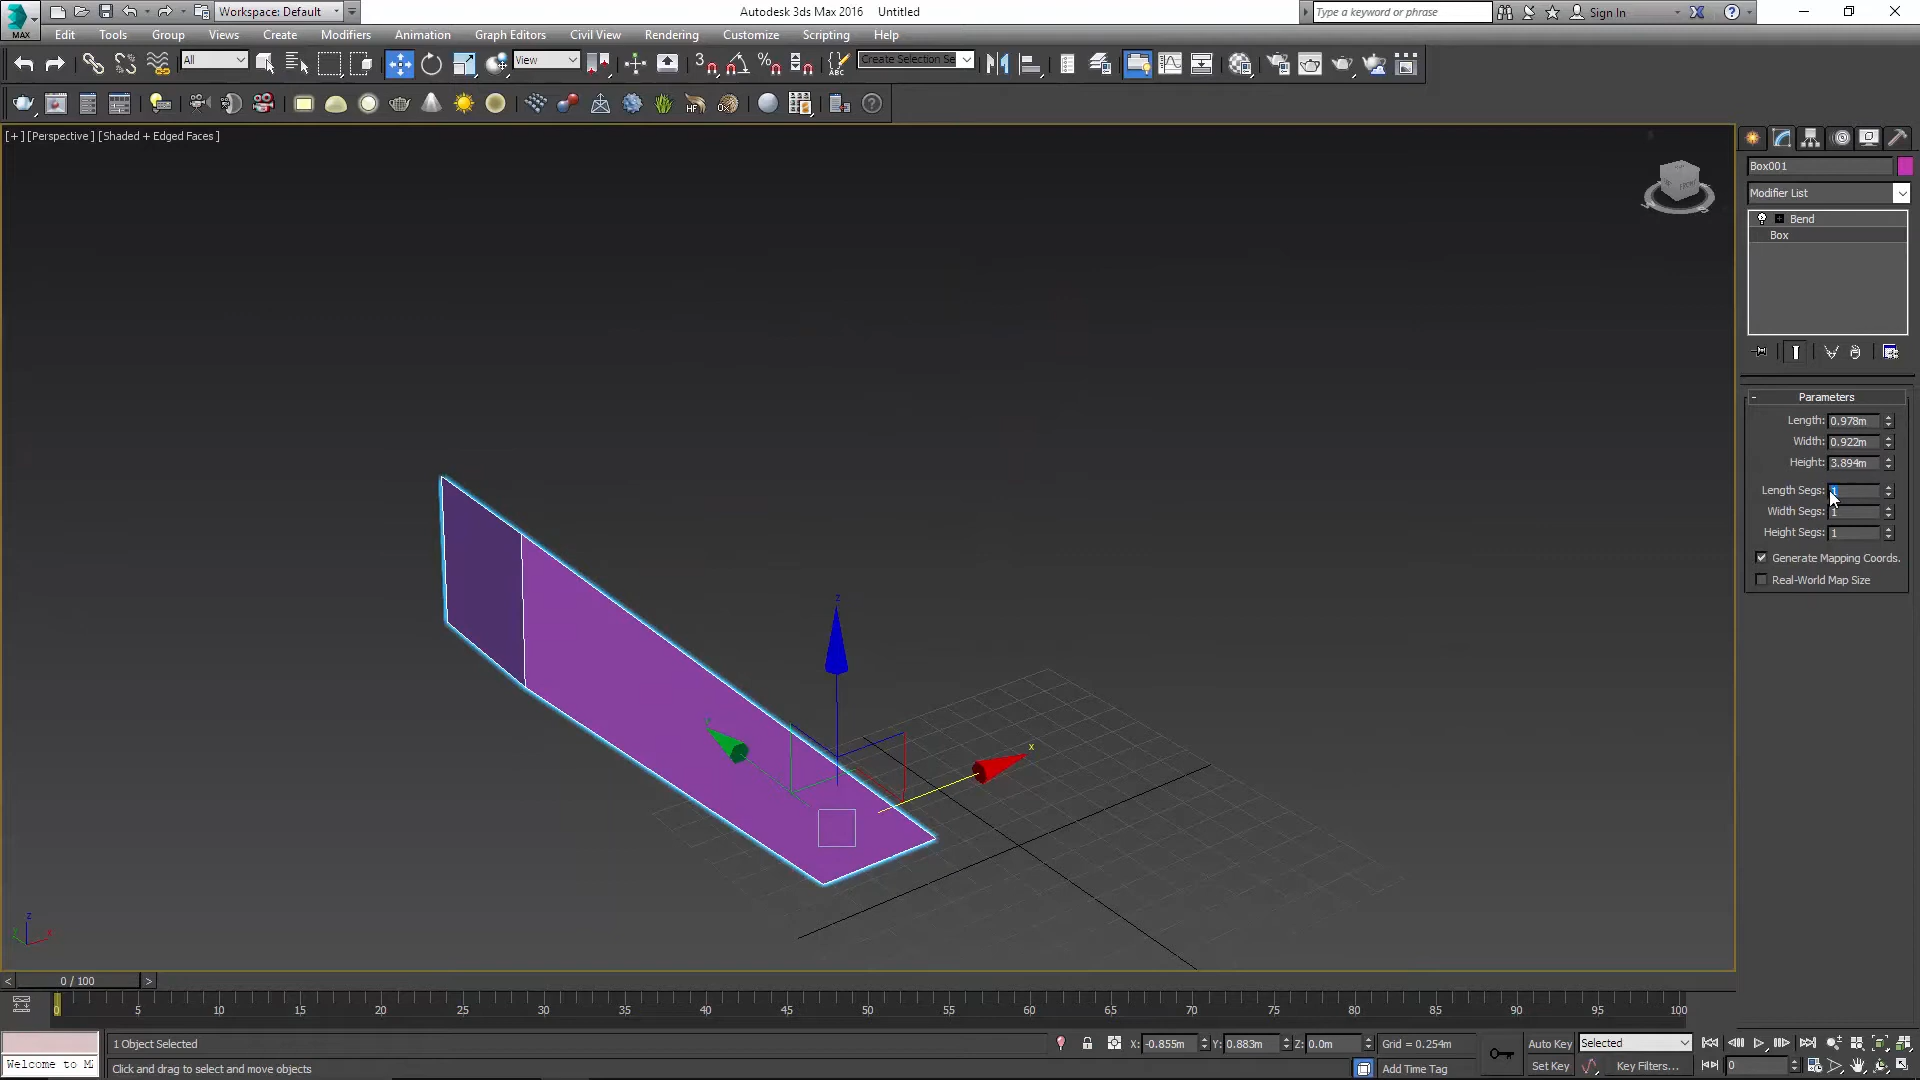 MAX
Workspace: Default
Autodesk 3ds Max 2016 Untitled
Type a keyword or phrase
Sign In
Edit Tools Group Views Create Modifiers Animation Graph Editors Civil View Rendering Customize Scripting Help
All
View
3
ABC
Create Selection Se
HF
[+] [Perspective] [Shaded + Edged Faces]
Box001
Modifier List
Bend
Box
- Parameters
Length: 0.978m
Width: 0.922m
Height: 3.894m
Length Segs: 1
Width Segs: 1
Height Segs: 1
Generate Mapping Coords.
Real-World Map Size
z
x
z
x
< 0 / 100 >
0 5 10 15 20 25 30 35 40 45 50 55 60 65 70 75 80 85 90 95 100
1 Object Selected
X: -0.855m Y: 0.883m Z: 0.0m
Grid = 0.254m
Auto Key Selected
Welcome to M
Click and drag to select and move objects
Add Time Tag
Set Key Key Filters...
0